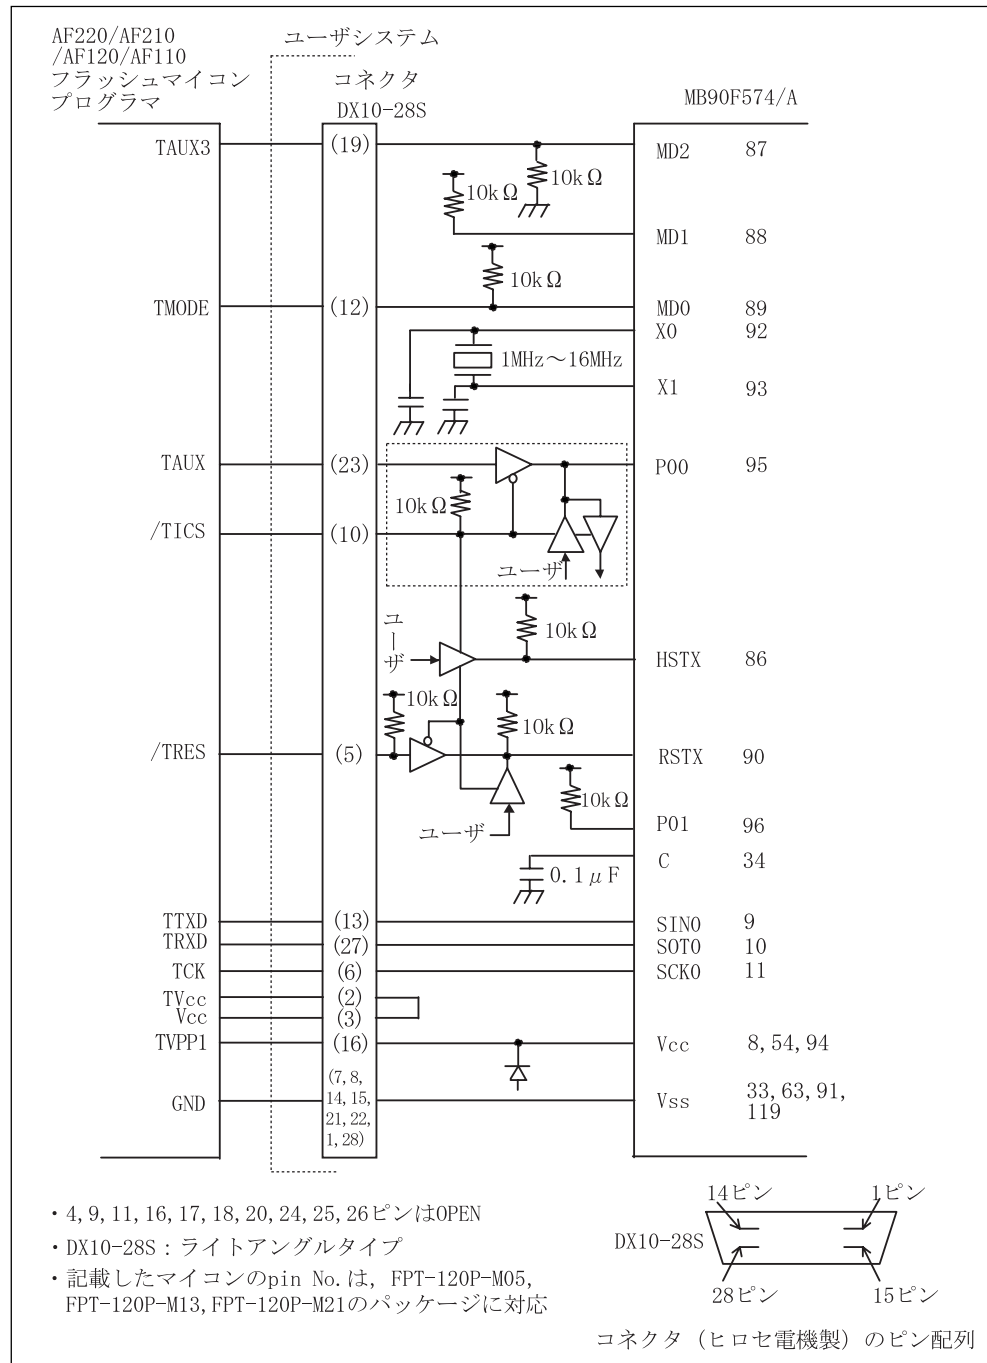 AF220/AF210
/AF120/AF110
フラッシュマイコン
プログラマ
ユーザシステム
コネクタ
DX10-28S
MB90F574/A
TAUX3 (19) MD2 87
10kΩ
10kΩ
MD1 88
10kΩ
TMODE (12) MD0 89
X0 92
1MHz～16MHz
X1 93
TAUX (23) P00 95
10kΩ
/TICS (10)
ユーザ
ユーザ
10kΩ
HSTX 86
10kΩ
10kΩ
/TRES (5) RSTX 90
10kΩ
ユーザ
P01 96
C 34
0.1μF
TTXD (13) SIN0 9
TRXD (27) SOT0 10
TCK (6) SCK0 11
TVcc (2)
Vcc (3)
TVPP1 (16) Vcc 8,54,94
GND
(7,8,
14,15,
21,22,
1,28)
Vss
33,63,91,
119
・4,9,11,16,17,18,20,24,25,26ピンはOPEN
・DX10-28S：ライトアングルタイプ
・記載したマイコンのpin No.は, FPT-120P-M05,
FPT-120P-M13,FPT-120P-M21のパッケージに対応
14ピン 1ピン
DX10-28S
28ピン 15ピン
コネクタ（ヒロセ電機製）のピン配列